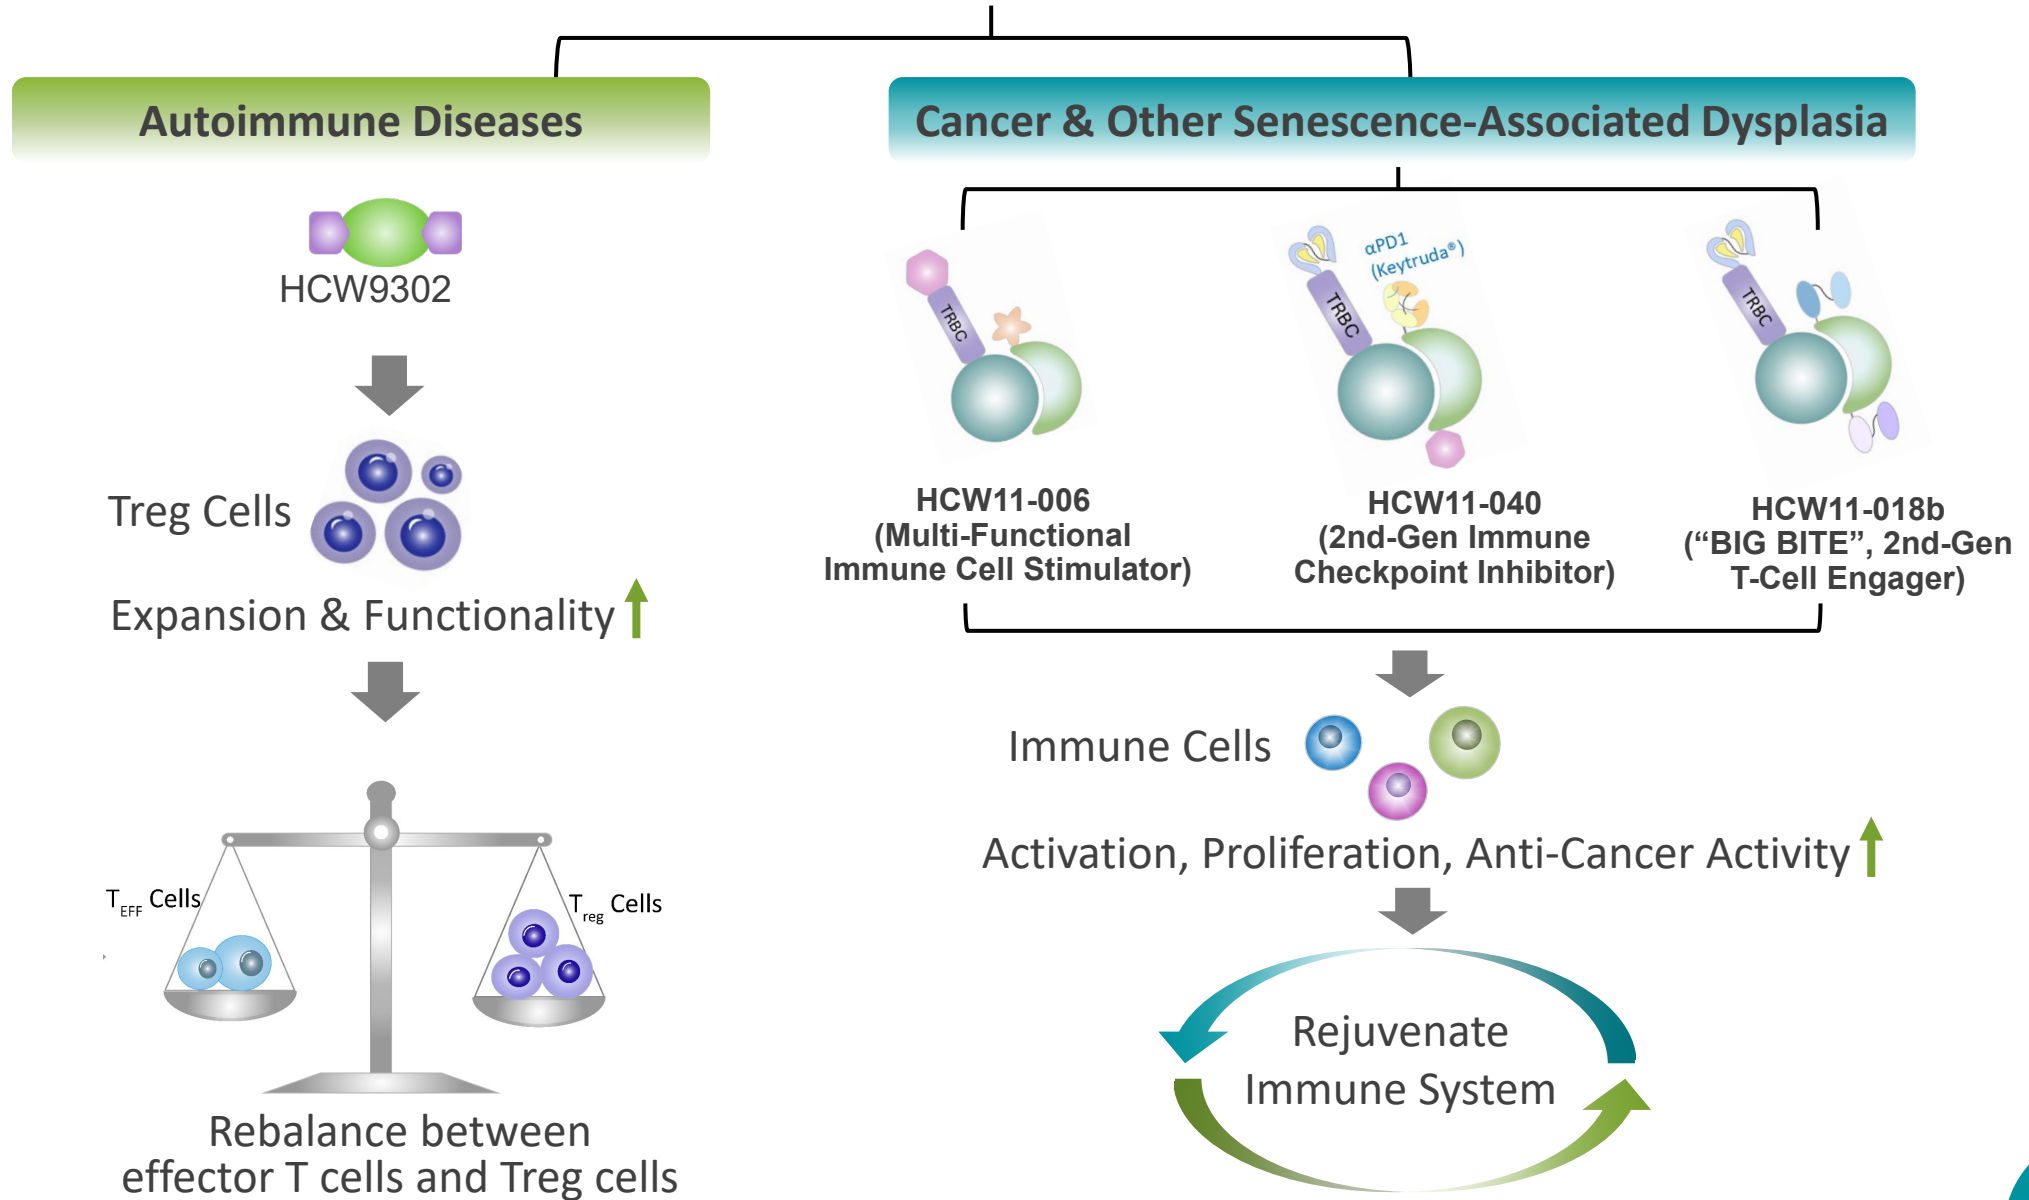 Autoimmune Diseases
HCW9302
Treg Cells
Expansion & Functionality
T_EFF Cells
T_reg Cells
Rebalance between
effector T cells and Treg cells
Cancer & Other Senescence-Associated Dysplasia
TRBC
HCW11-006
(Multi-Functional
Immune Cell Stimulator)
TRBC
αPD1
(Keytruda®)
HCW11-040
(2nd-Gen Immune
Checkpoint Inhibitor)
TRBC
HCW11-018b
(“BIG BITE”, 2nd-Gen
T-Cell Engager)
Immune Cells
Activation, Proliferation, Anti-Cancer Activity
Rejuvenate
Immune System